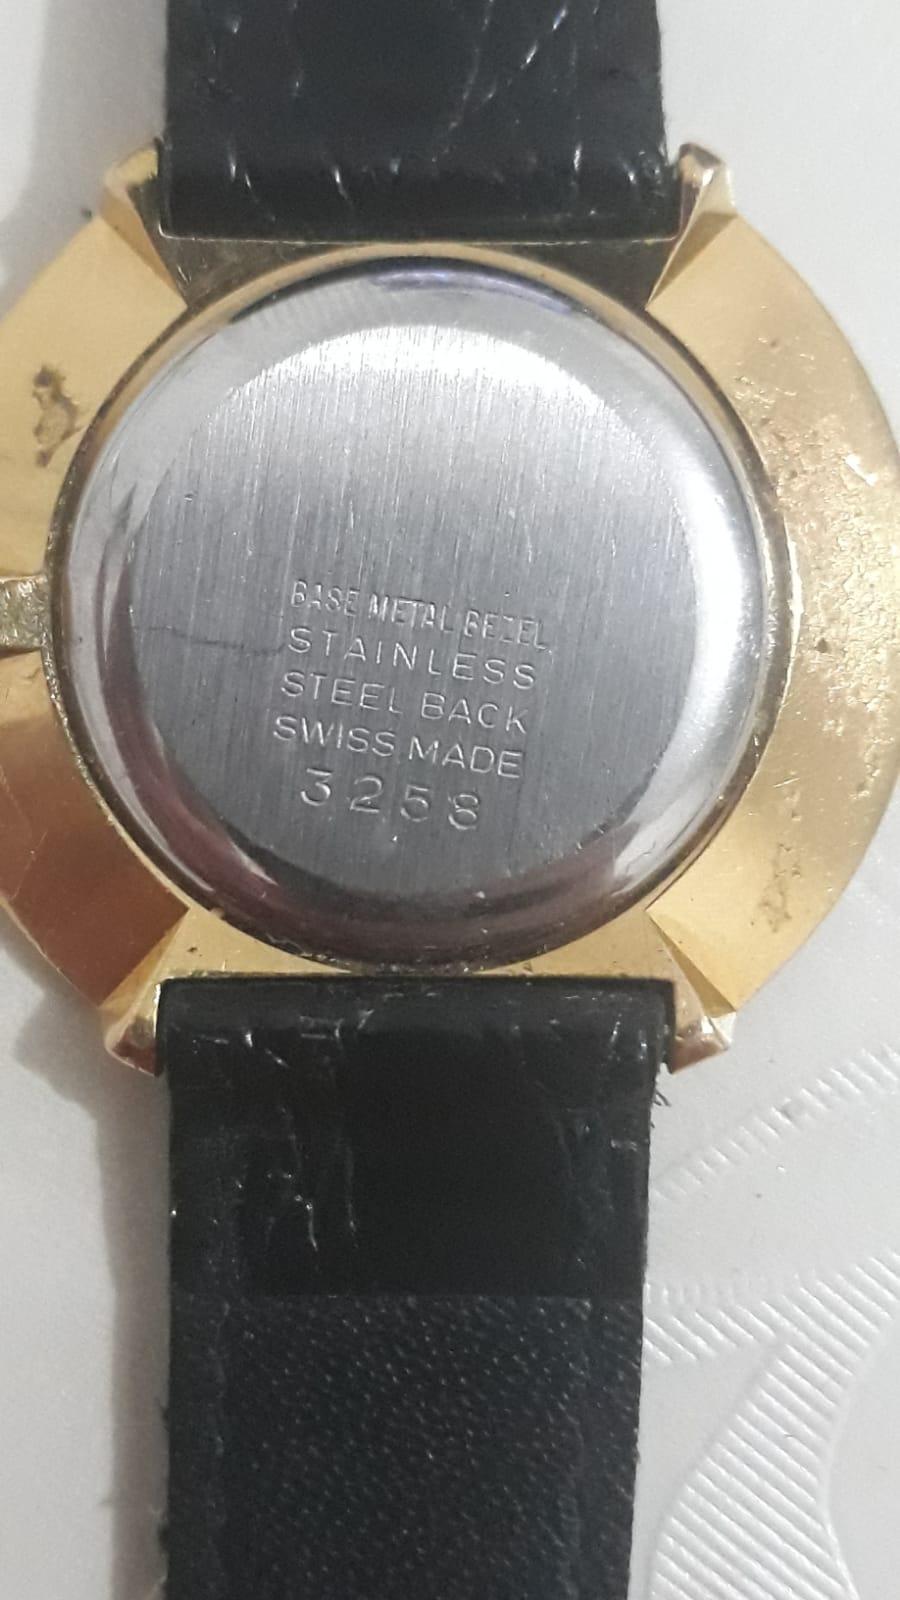 BASE METAL BEZEL
STAINLESS
STEEL BACK
SWISS MADE
3258